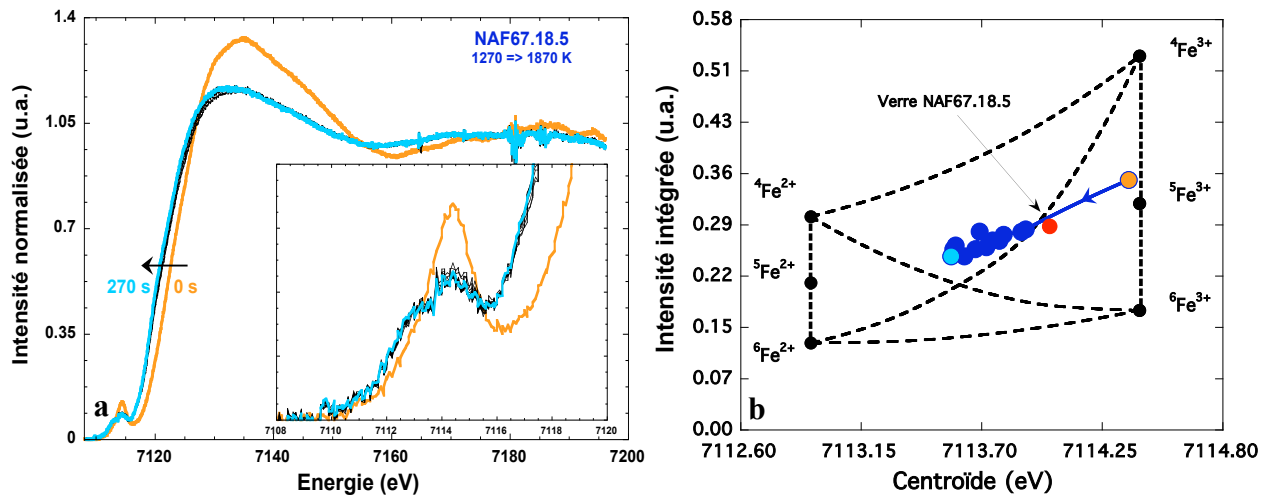 NAF67.18.5
1270 => 1870 K
Intensité normalisée (u.a.)
1.4
1.05
0.7
0.35
0
270 s
0 s
a
7108 7110 7112 7114 7116 7118 7120
7120 7140 7160 7180 7200
Energie (eV)
Intensité intégrée (u.a.)
0.58
0.51
0.43
0.36
0.29
0.22
0.15
0.07
0.00
⁴Fe³⁺
Verre NAF67.18.5
⁴Fe²⁺
⁵Fe³⁺
⁵Fe²⁺
⁶Fe³⁺
⁶Fe²⁺
b
7112.60 7113.15 7113.70 7114.25 7114.80
Centroïde (eV)